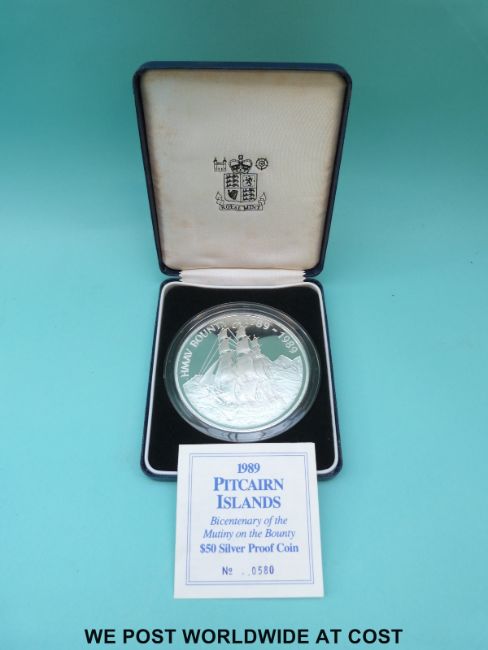 ROYAL MINT
HMAV BOUNTY 1789 - 1989
1989
PITCAIRN
ISLANDS
Bicentenary of the
Mutiny on the Bounty
$50 Silver Proof Coin
No ..0580
WE POST WORLDWIDE AT COST